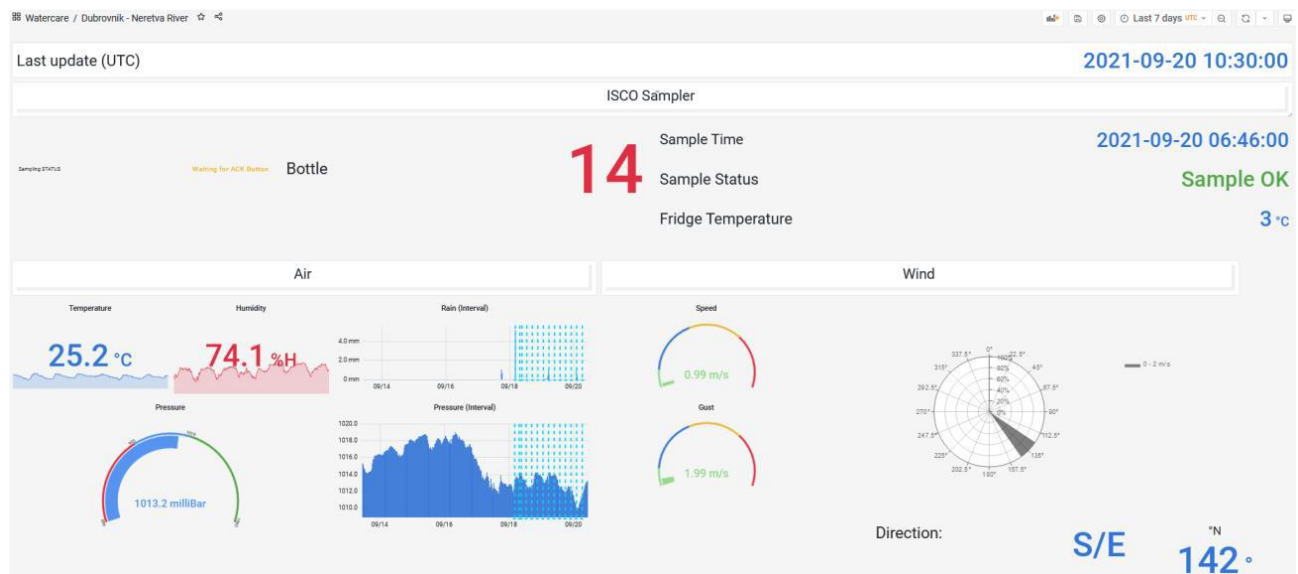 Watercare / Dubrovnik - Neretva River
Last 7 days UTC
Last update (UTC) 2021-09-20 10:30:00
ISCO Sampler
Sampling STATUS Waiting for ACK Button
Bottle 14
Sample Time 2021-09-20 06:46:00
Sample Status Sample OK
Fridge Temperature 3 °C
Air
Temperature
25.2 °C
Humidity
74.1 %H
Rain (Interval)
4.0 mm
2.0 mm
0 mm
09/14 09/16 09/18 09/20
Pressure
1013.2 milliBar
Pressure (Interval)
1020.0
1018.0
1016.0
1014.0
1012.0
1010.0
09/14 09/16 09/18 09/20
Wind
Speed
0.99 m/s
Gust
1.99 m/s
0°
22.5°
45°
67.5°
90°
112.5°
135°
157.5°
180°
202.5°
225°
247.5°
270°
292.5°
315°
337.5°
100%
80%
60%
40%
20%
0%
0 - 2 m/s
Direction: S/E
°N
142 °